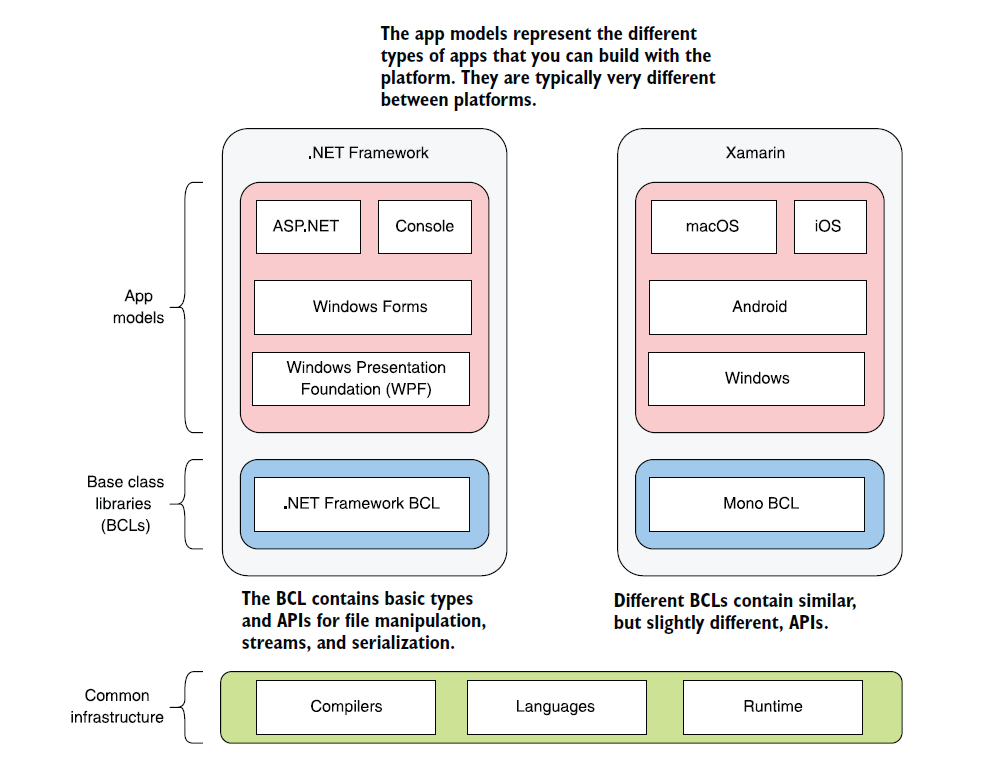 The app models represent the different
types of apps that you can build with the
platform. They are typically very different
between platforms.
.NET Framework
Xamarin
ASP.NET
Console
macOS
iOS
App
models
Windows Forms
Android
Windows Presentation
Foundation (WPF)
Windows
Base class
libraries
(BCLs)
.NET Framework BCL
Mono BCL
The BCL contains basic types
and APIs for file manipulation,
streams, and serialization.
Different BCLs contain similar,
but slightly different, APIs.
Common
infrastructure
Compilers
Languages
Runtime